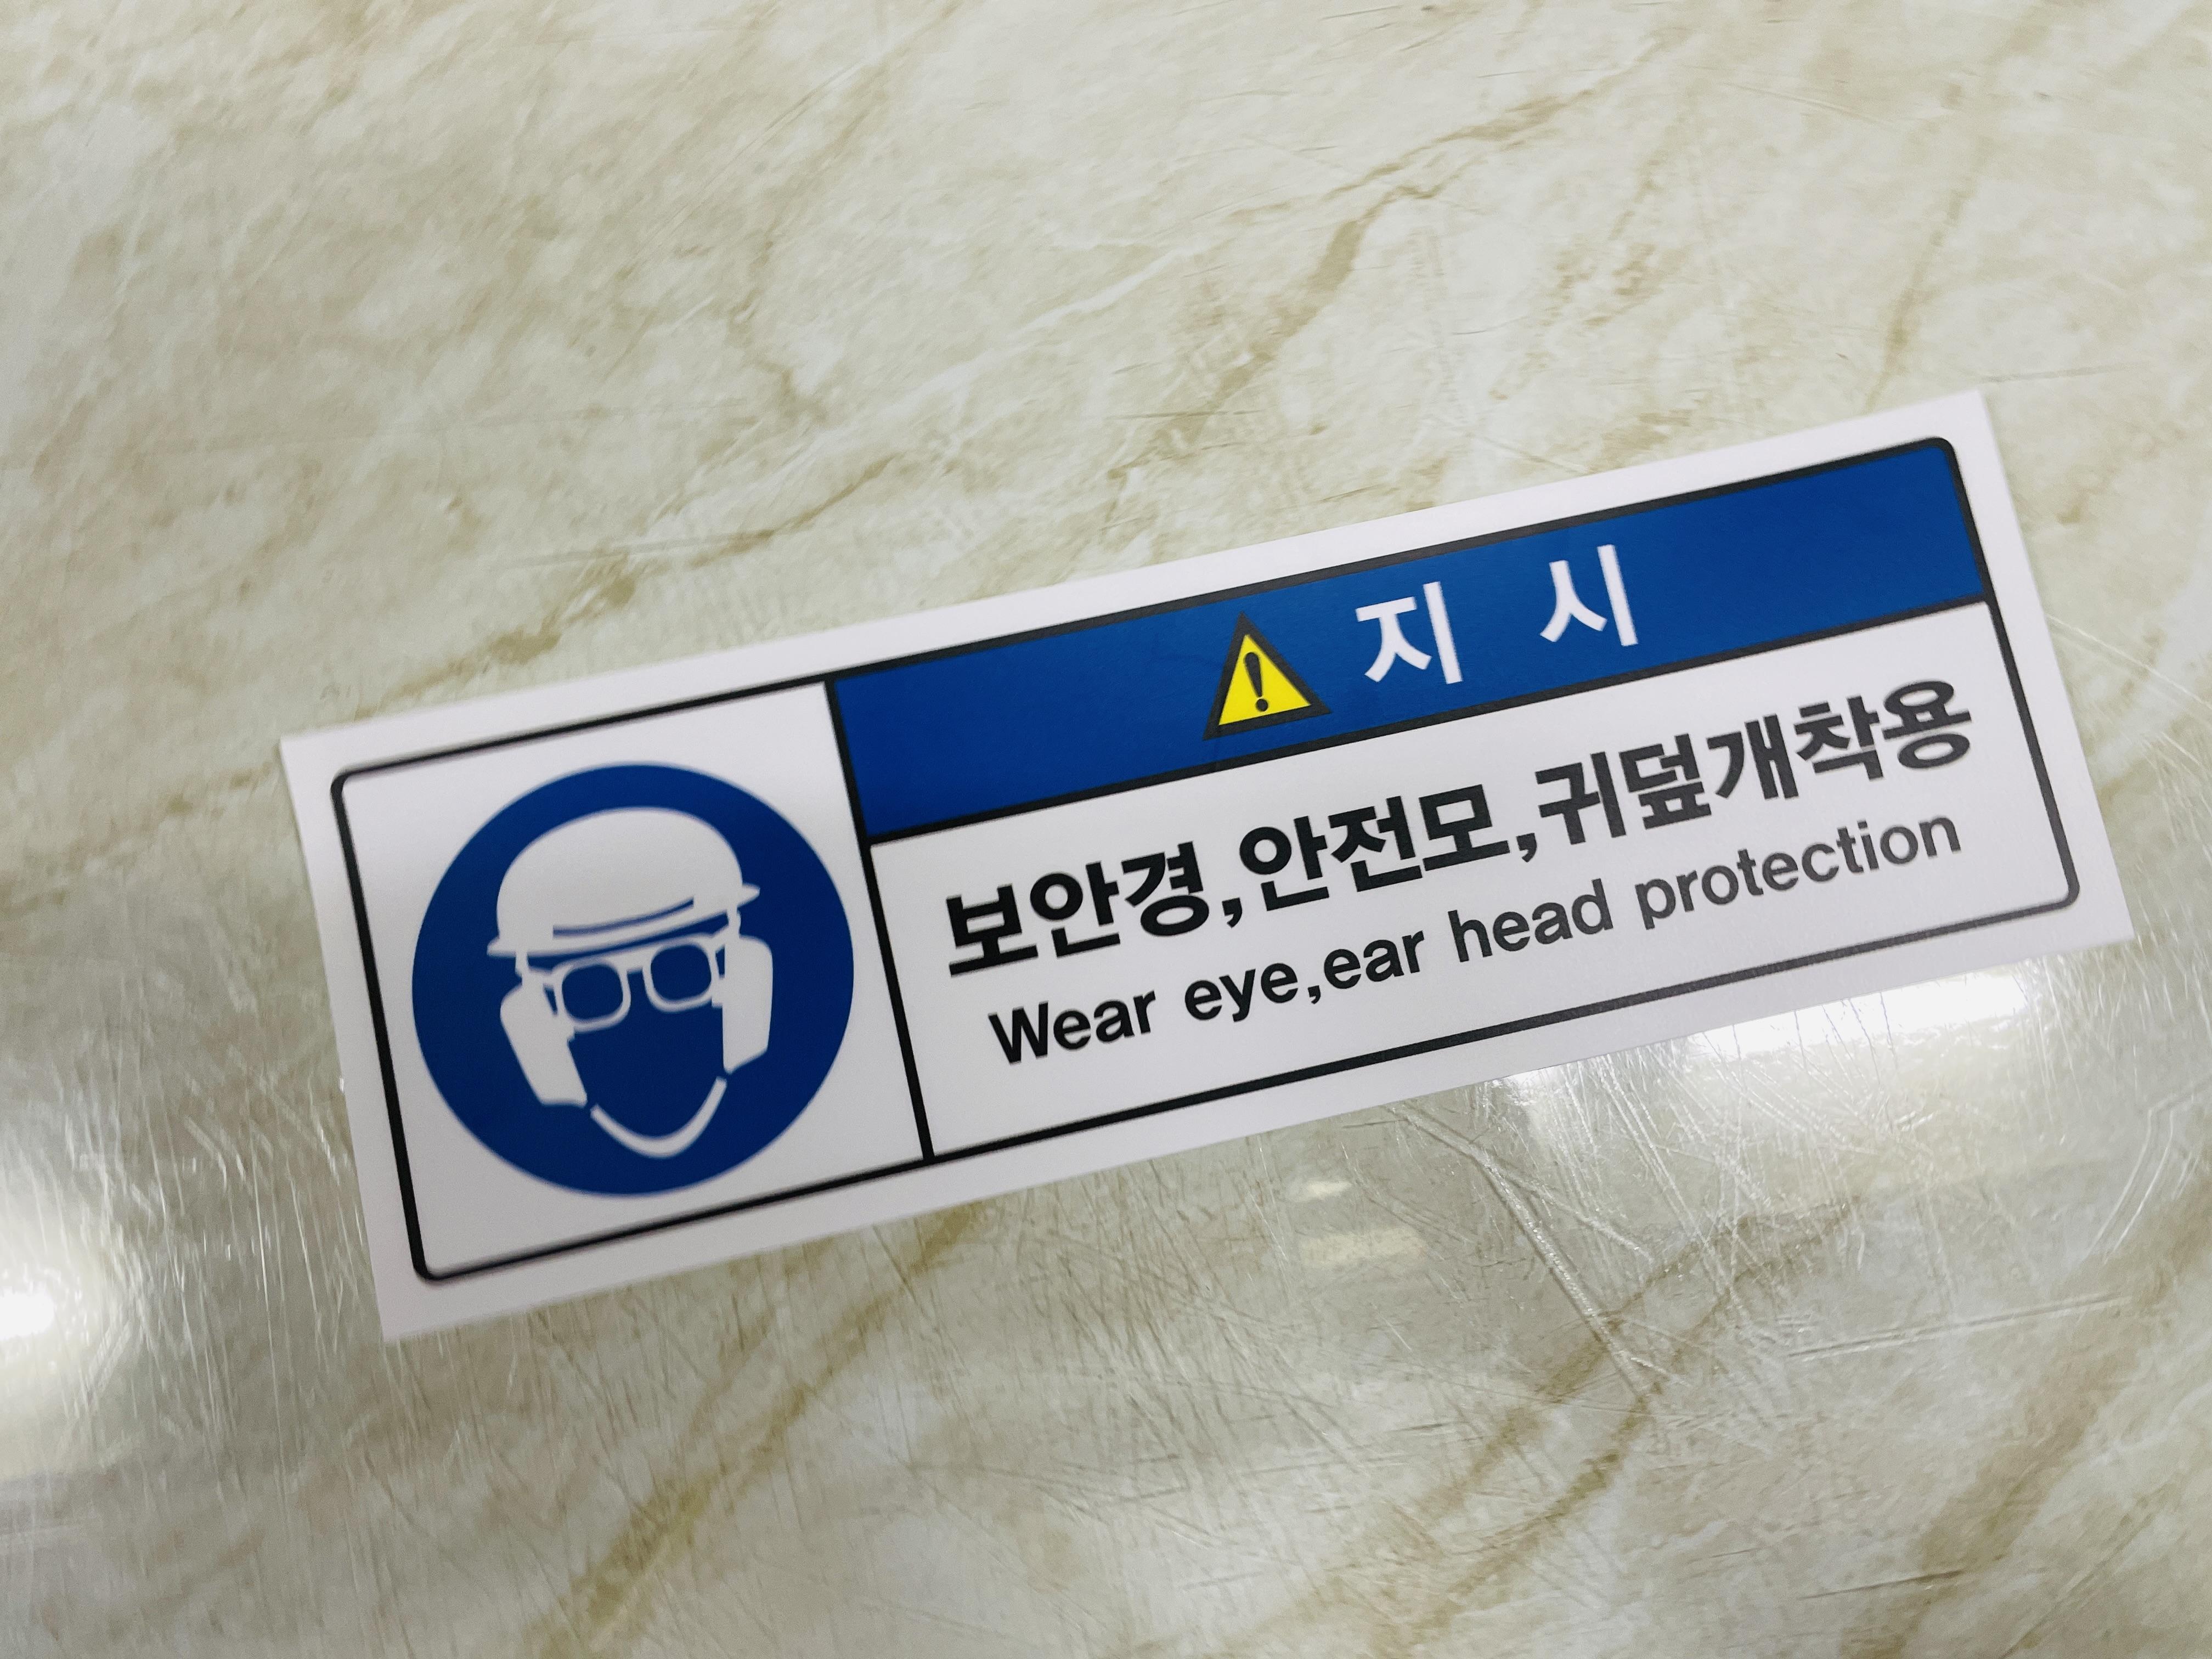 지 시
보안경,안전모,귀덮개착용
Wear eye,ear head protection